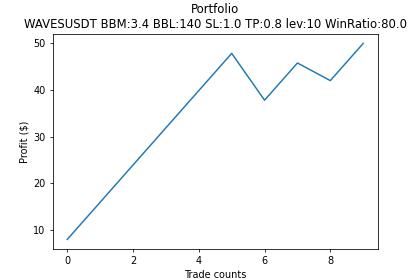 Portfolio
WAVESUSDT BBM:3.4 BBL:140 SL:1.0 TP:0.8 lev:10 WinRatio:80.0
50
40
30
20
10
Profit ($)
0 2 4 6 8
Trade counts